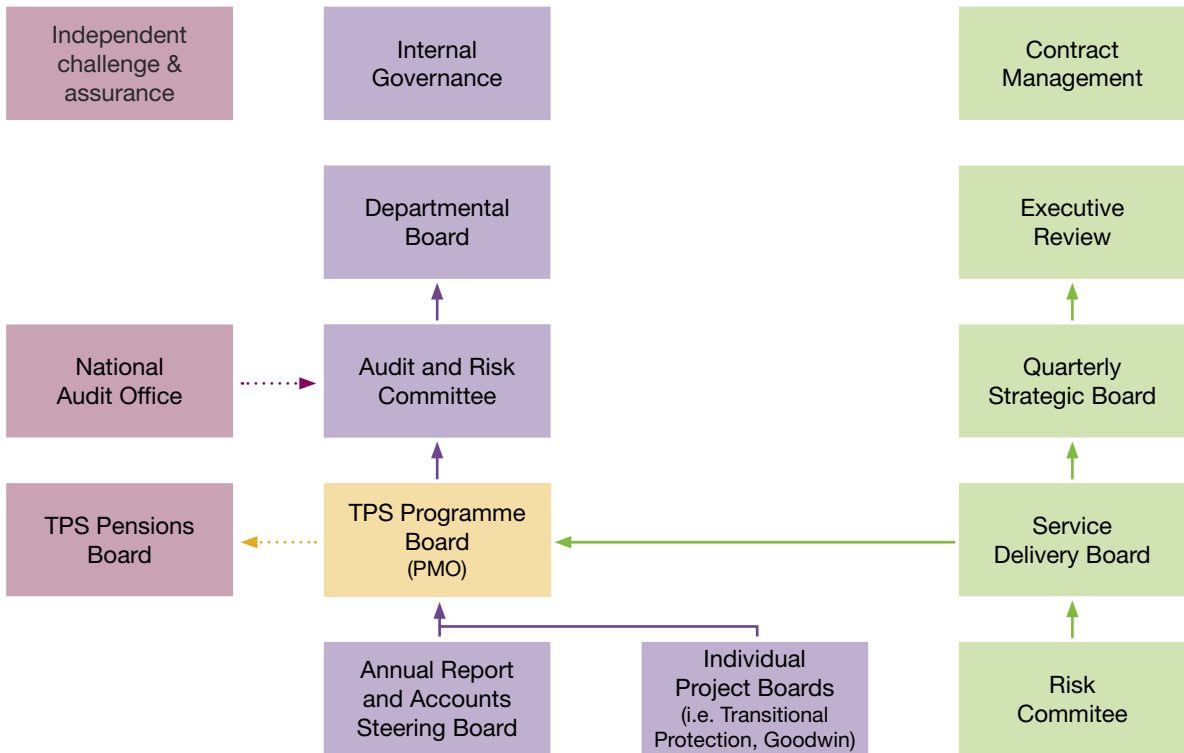 Independent
challenge &
assurance
Internal
Governance
Contract
Management
Departmental
Board
Executive
Review
National
Audit Office
Audit and Risk
Committee
Quarterly
Strategic Board
TPS Pensions
Board
TPS Programme
Board
(PMO)
Service
Delivery Board
Annual Report
and Accounts
Steering Board
Individual
Project Boards
(i.e. Transitional
Protection, Goodwin)
Risk
Commitee